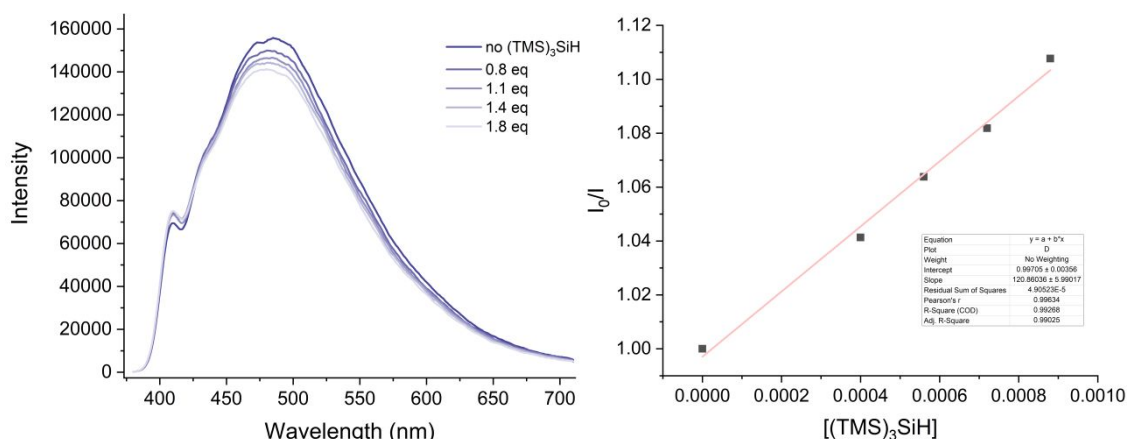 160000
140000
120000
100000
80000
60000
40000
20000
0
Intensity
400 450 500 550 600 650 700
Wavelength (nm)
no (TMS)₃SiH
0.8 eq
1.1 eq
1.4 eq
1.8 eq
1.12
1.10
1.08
1.06
1.04
1.02
1.00
I₀/I
0.0000 0.0002 0.0004 0.0006 0.0008 0.0010
[(TMS)₃SiH]
Equation y = a + b*x
Plot D
Weight No Weighting
Intercept 0.99705 ± 0.00356
Slope 120.86036 ± 5.99017
Residual Sum of Squares 4.90523E-5
Pearson's r 0.99634
R-Square (COD) 0.99268
Adj. R-Square 0.99025